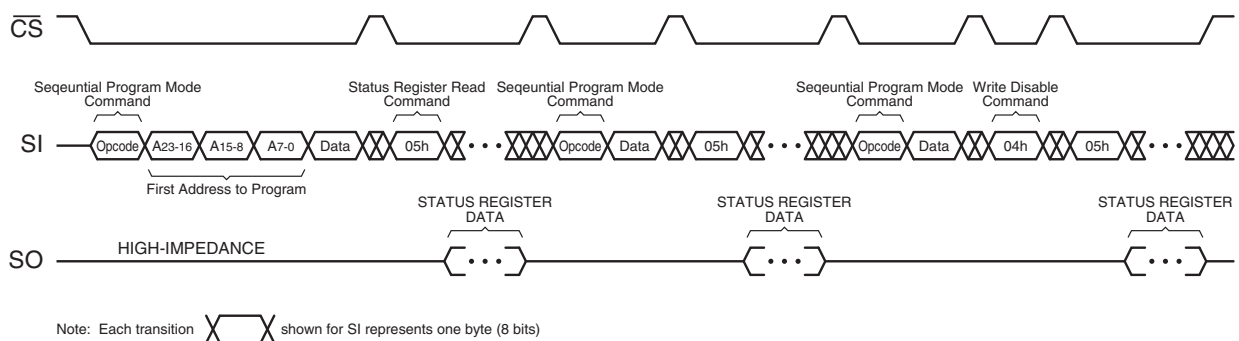 CS
Seqeuntial Program Mode
Command
Status Register Read
Command
Seqeuntial Program Mode
Command
Seqeuntial Program Mode
Command
Write Disable
Command
SI
Opcode A23-16 A15-8 A7-0 Data 05h Opcode Data 05h Opcode Data 04h 05h
First Address to Program
STATUS REGISTER
DATA
STATUS REGISTER
DATA
STATUS REGISTER
DATA
SO
HIGH-IMPEDANCE
Note: Each transition shown for SI represents one byte (8 bits)